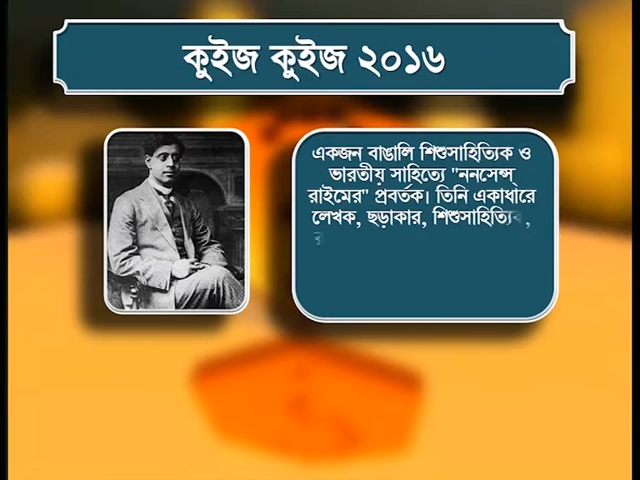 কুইজ কুইজ ২০১৬
একজন বাঙালি শিশুসাহিত্যিক ও
ভারতীয় সাহিত্যে "ননসেন্স্
রাইমের" প্রবর্তক। তিনি একাধারে
লেখক, ছড়াকার, শিশুসাহিত্যিক,